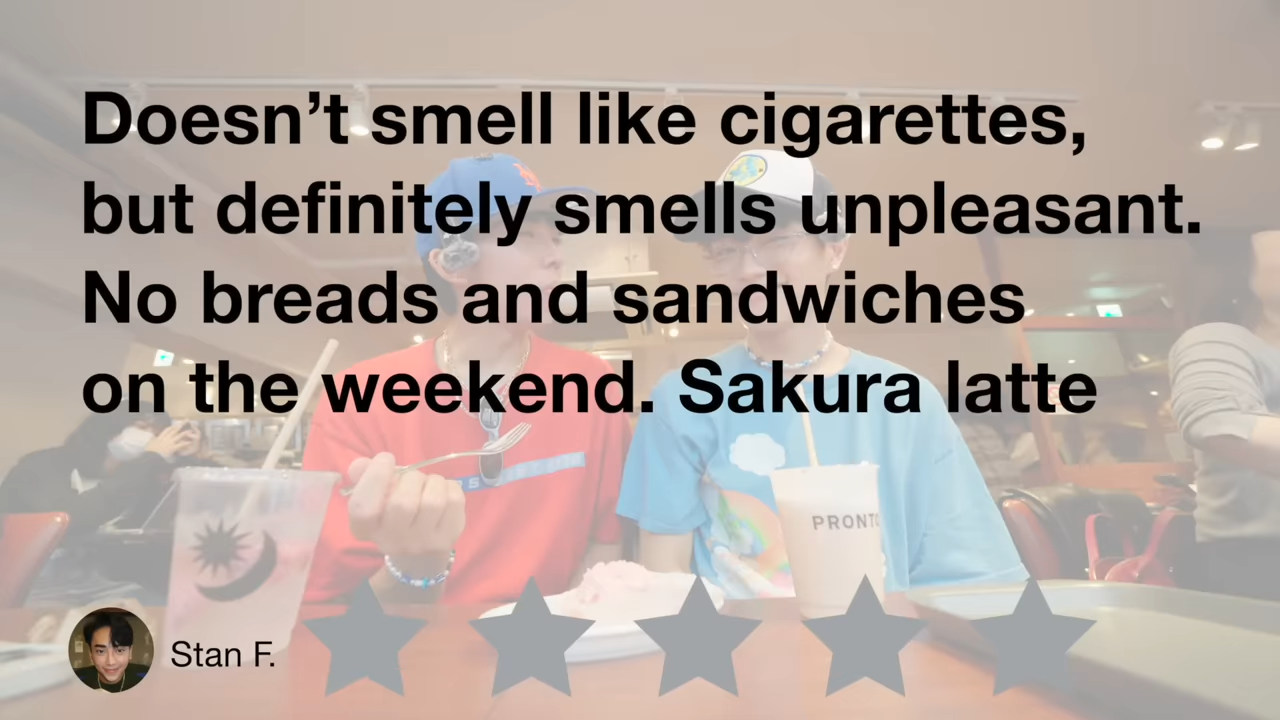 Doesn’t smell like cigarettes,
but definitely smells unpleasant.
No breads and sandwiches
on the weekend. Sakura latte
PRONTO
Stan F.